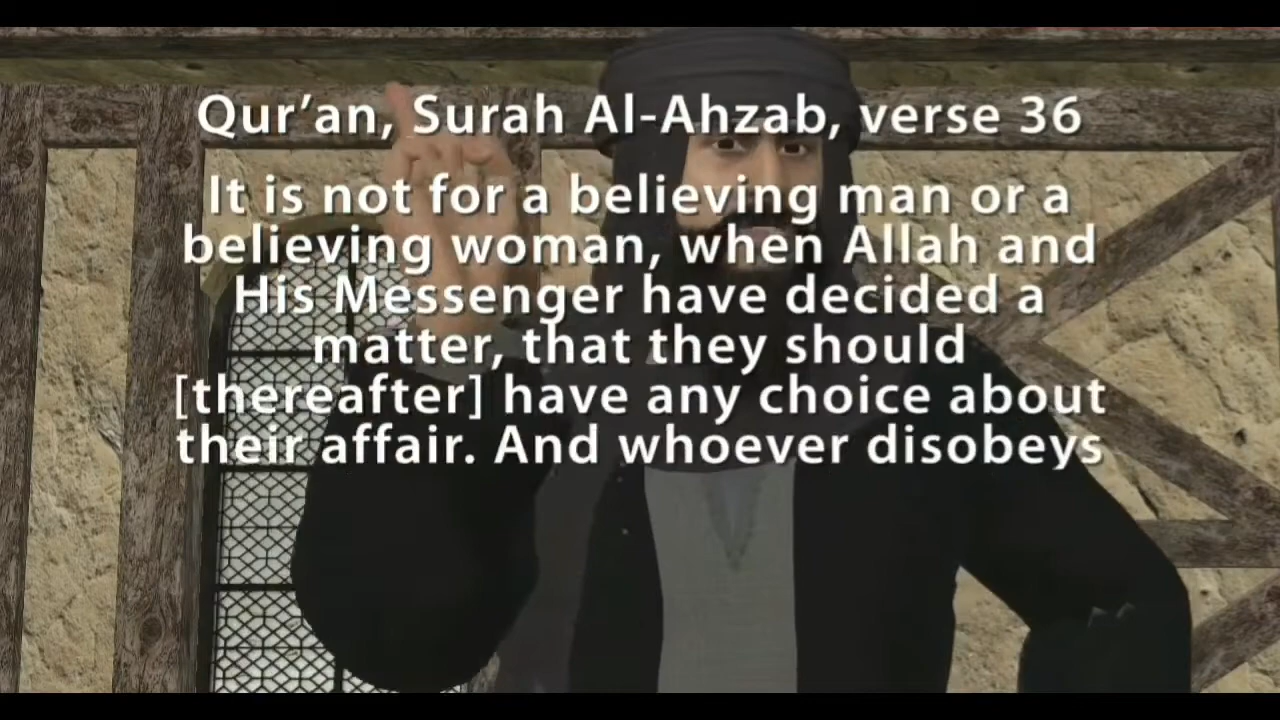 Qur’an, Surah Al-Ahzab, verse 36
It is not for a believing man or a
believing woman, when Allah and
His Messenger have decided a
matter, that they should
[thereafter] have any choice about
their affair. And whoever disobeys